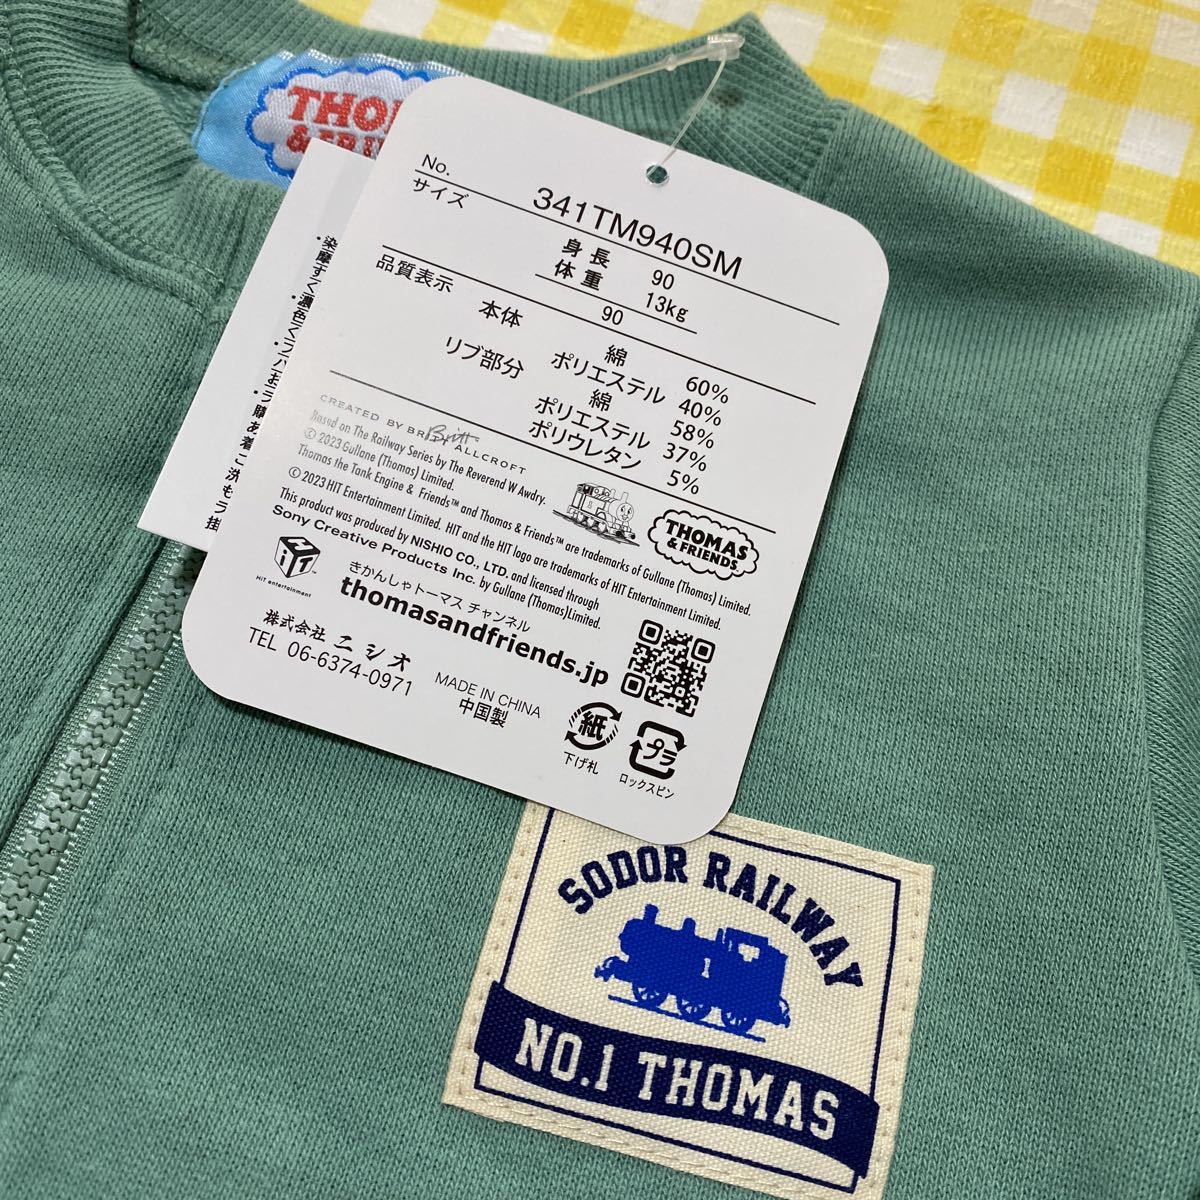 THO
& FRI
No. 341TM940SM
サイズ 身長 90
体重 13kg
品質表示 90
本体 綿 60%
ポリエステル 40%
リブ部分 綿 58%
ポリエステル 37%
ポリウレタン 5%
CREATED BY BRITT ALLCROFT
Based on The Railway Series by The Reverend W Awdry.
© 2023 Gullane (Thomas) Limited.
Thomas the Tank Engine & Friends™ and Thomas & Friends™ are trademarks of Gullane (Thomas) Limited.
© 2023 HIT Entertainment Limited. HIT and the HIT logo are trademarks of HIT Entertainment Limited.
This product was produced by NISHIO CO., LTD. and licensed through
Sony Creative Products Inc. by Gullane (Thomas)Limited.
THOMAS
& FRIENDS
HiT
HiT entertainment
きかんしゃトーマス チャンネル
thomasandfriends.jp
株式会社 ニシオ
TEL 06-6374-0971
MADE IN CHINA
中国製
紙
下げ札
プラ
ロックスピン
SODOR RAILWAY
1
NO.1 THOMAS